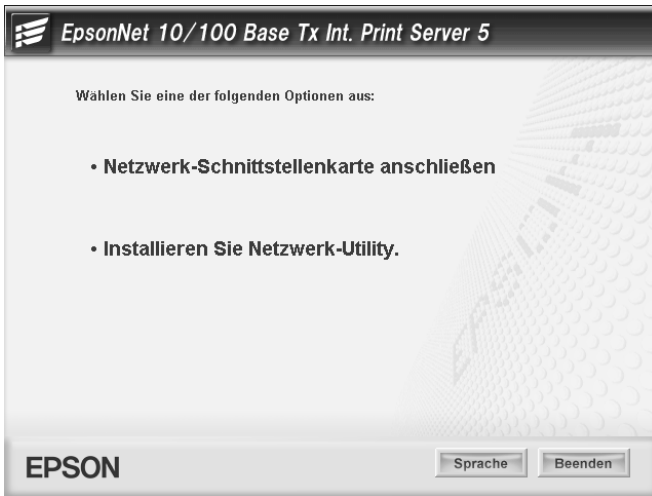 EpsonNet 10/100 Base Tx Int. Print Server 5
Wählen Sie eine der folgenden Optionen aus:
• Netzwerk-Schnittstellenkarte anschließen
• Installieren Sie Netzwerk-Utility.
EPSON
EPSON
Sprache
Beenden